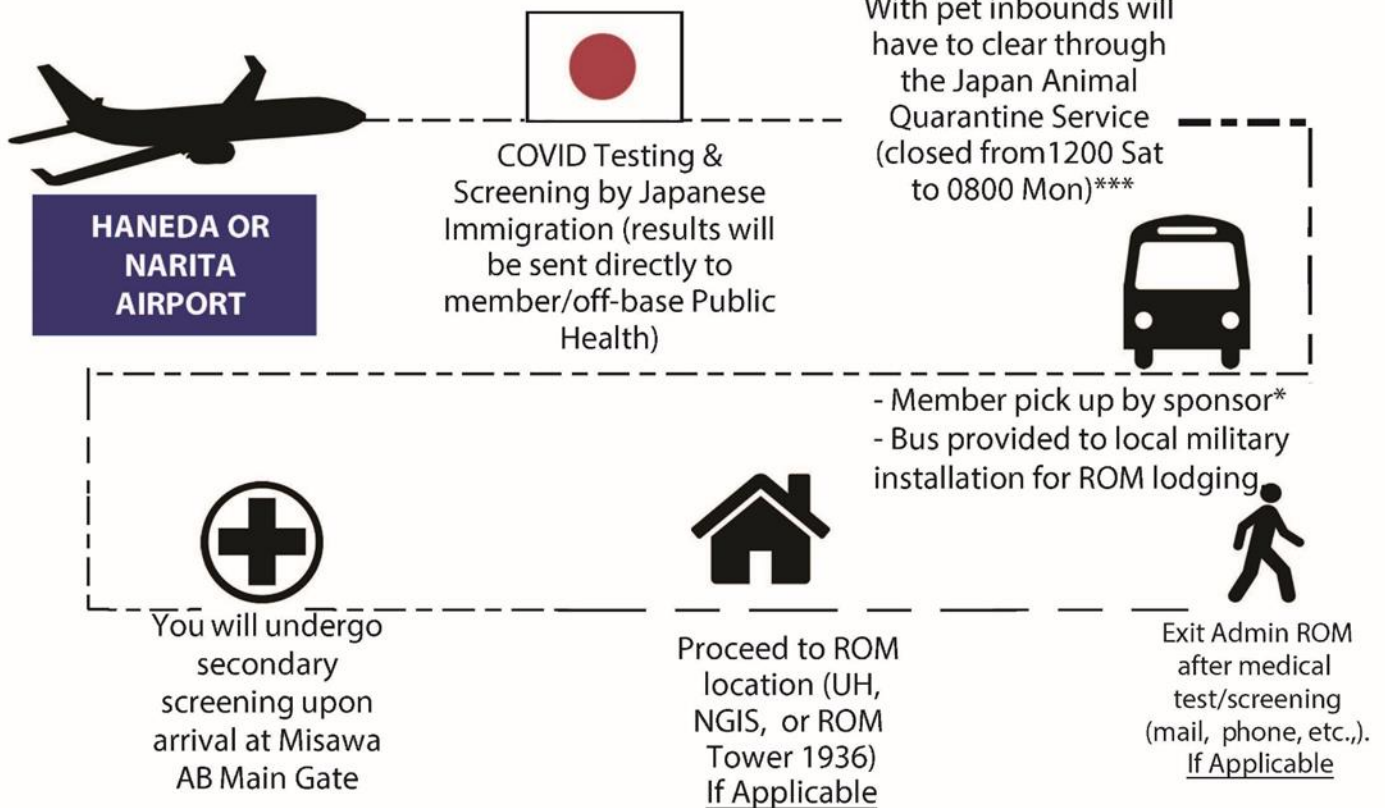 With pet inbounds will
have to clear through
the Japan Animal
Quarantine Service
(closed from1200 Sat
to 0800 Mon)***
HANEDA OR
NARITA
AIRPORT
COVID Testing &
Screening by Japanese
Immigration (results will
be sent directly to
member/off-base Public
Health)
- Member pick up by sponsor*
- Bus provided to local military
installation for ROM lodging.
You will undergo
secondary
screening upon
arrival at Misawa
AB Main Gate
Proceed to ROM
location (UH,
NGIS, or ROM
Tower 1936)
If Applicable
Exit Admin ROM
after medical
test/screening
(mail, phone, etc.,).
If Applicable